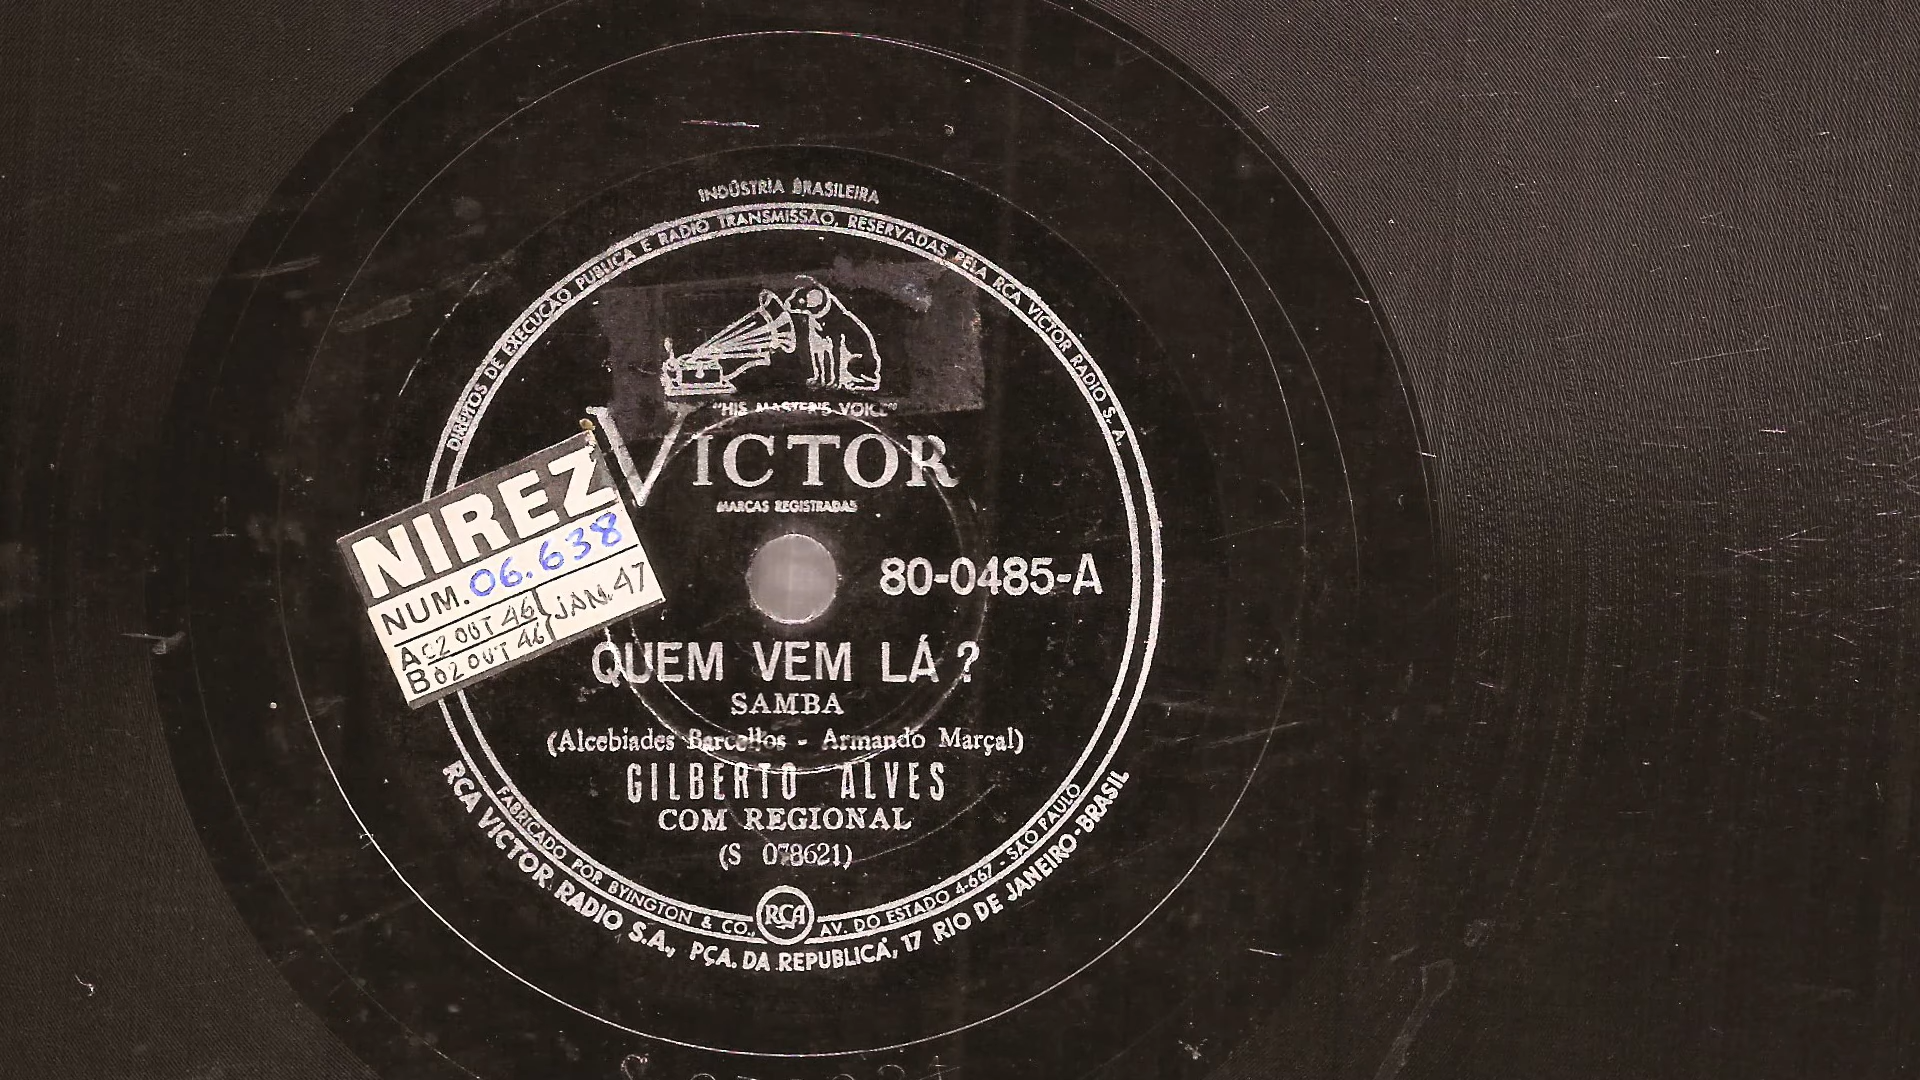 INDÚSTRIA BRASILEIRA
DIREITOS DE EXECUÇÃO PUBLICA E RADIO TRANSMISSÃO, RESERVADAS PELA RCA VICTOR RADIO S. A.
"HIS MASTER'S VOICE"
VICTOR
MARCAS REGISTRADAS
NIREZ
NUM. 06.638
A 02 OUT 46 JAN. 47
B 02 OUT 46
80-0485-A
QUEM VEM LÁ ?
SAMBA
(Alcebiades Barcellos - Armando Marçal)
GILBERTO ALVES
COM REGIONAL
(S 078621)
RCA
FABRICADO POR BYINGTON & CO., AV. DO ESTADO 4-667 - SÃO PAULO
RCA VICTOR RADIO S.A., PÇA. DA REPUBLICA, 17 RIO DE JANEIRO-BRASIL